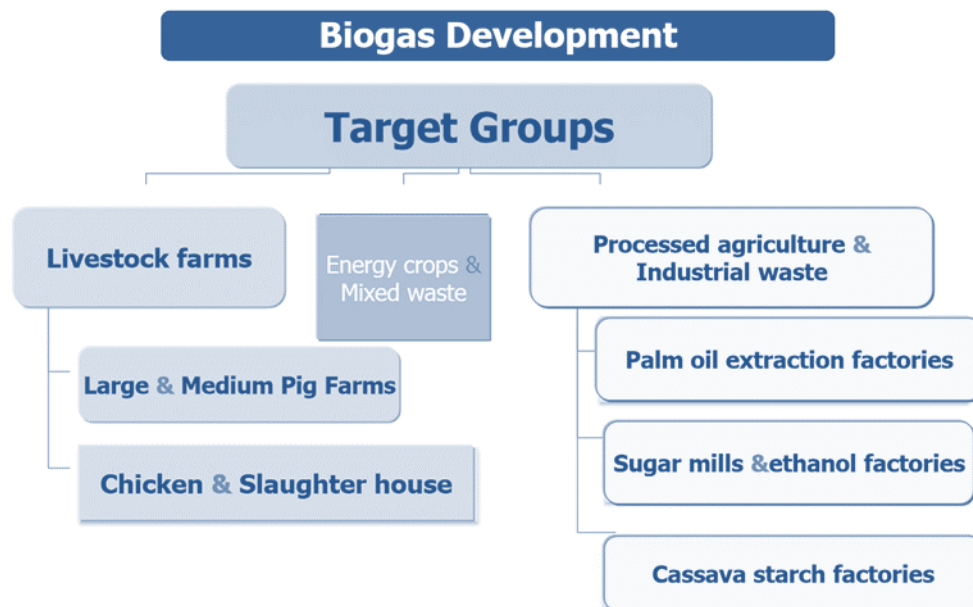 Biogas Development
Target Groups
Livestock farms
Large & Medium Pig Farms
Chicken & Slaughter house
Energy crops &
Mixed waste
Processed agriculture &
Industrial waste
Palm oil extraction factories
Sugar mills &ethanol factories
Cassava starch factories